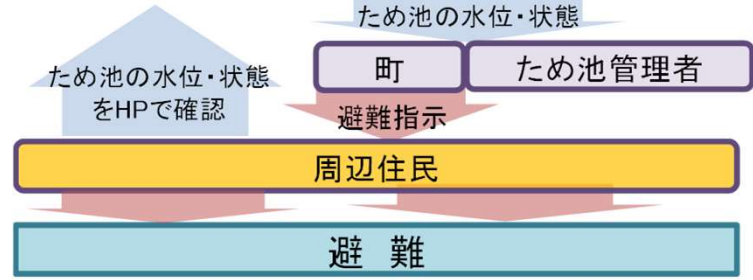 ため池の水位・状態
町
ため池管理者
ため池の水位・状態
をHPで確認
避難指示
周辺住民
避 難